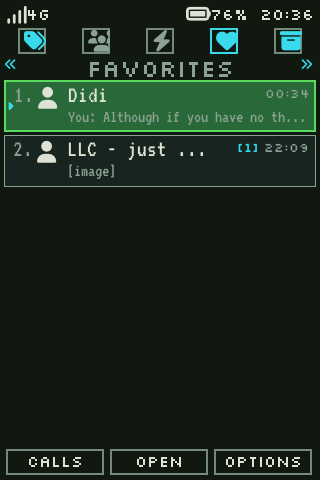 4G 76% 20:36
« »
FAVORITES
1. Didi 00:34
You: Although if you have no th...
2. LLC - just ... [1] 22:09
[image]
CALLS OPEN OPTIONS